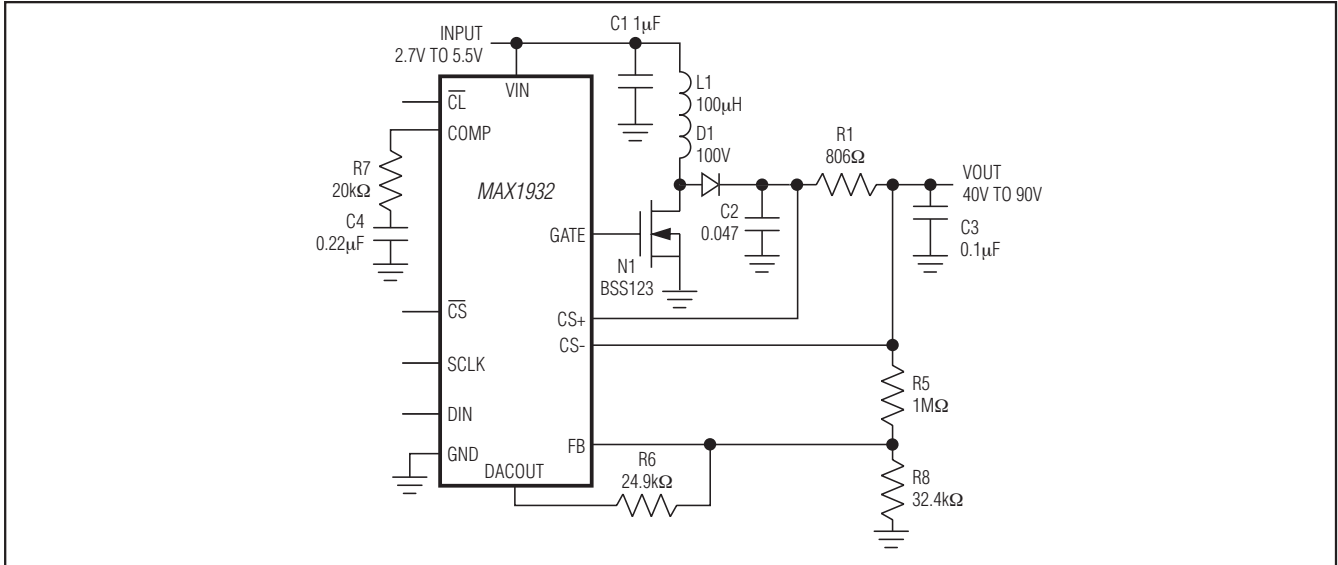 INPUT
2.7V TO 5.5V
C1 1μF
VIN
CL
COMP
L1
100μH
D1
100V
R1
806Ω
VOUT
40V TO 90V
R7
20kΩ
C4
0.22μF
MAX1932
GATE
C2
0.047
C3
0.1μF
N1
BSS123
CS
CS+
CS-
SCLK
R5
1MΩ
DIN
FB
GND
DACOUT
R6
24.9kΩ
R8
32.4kΩ